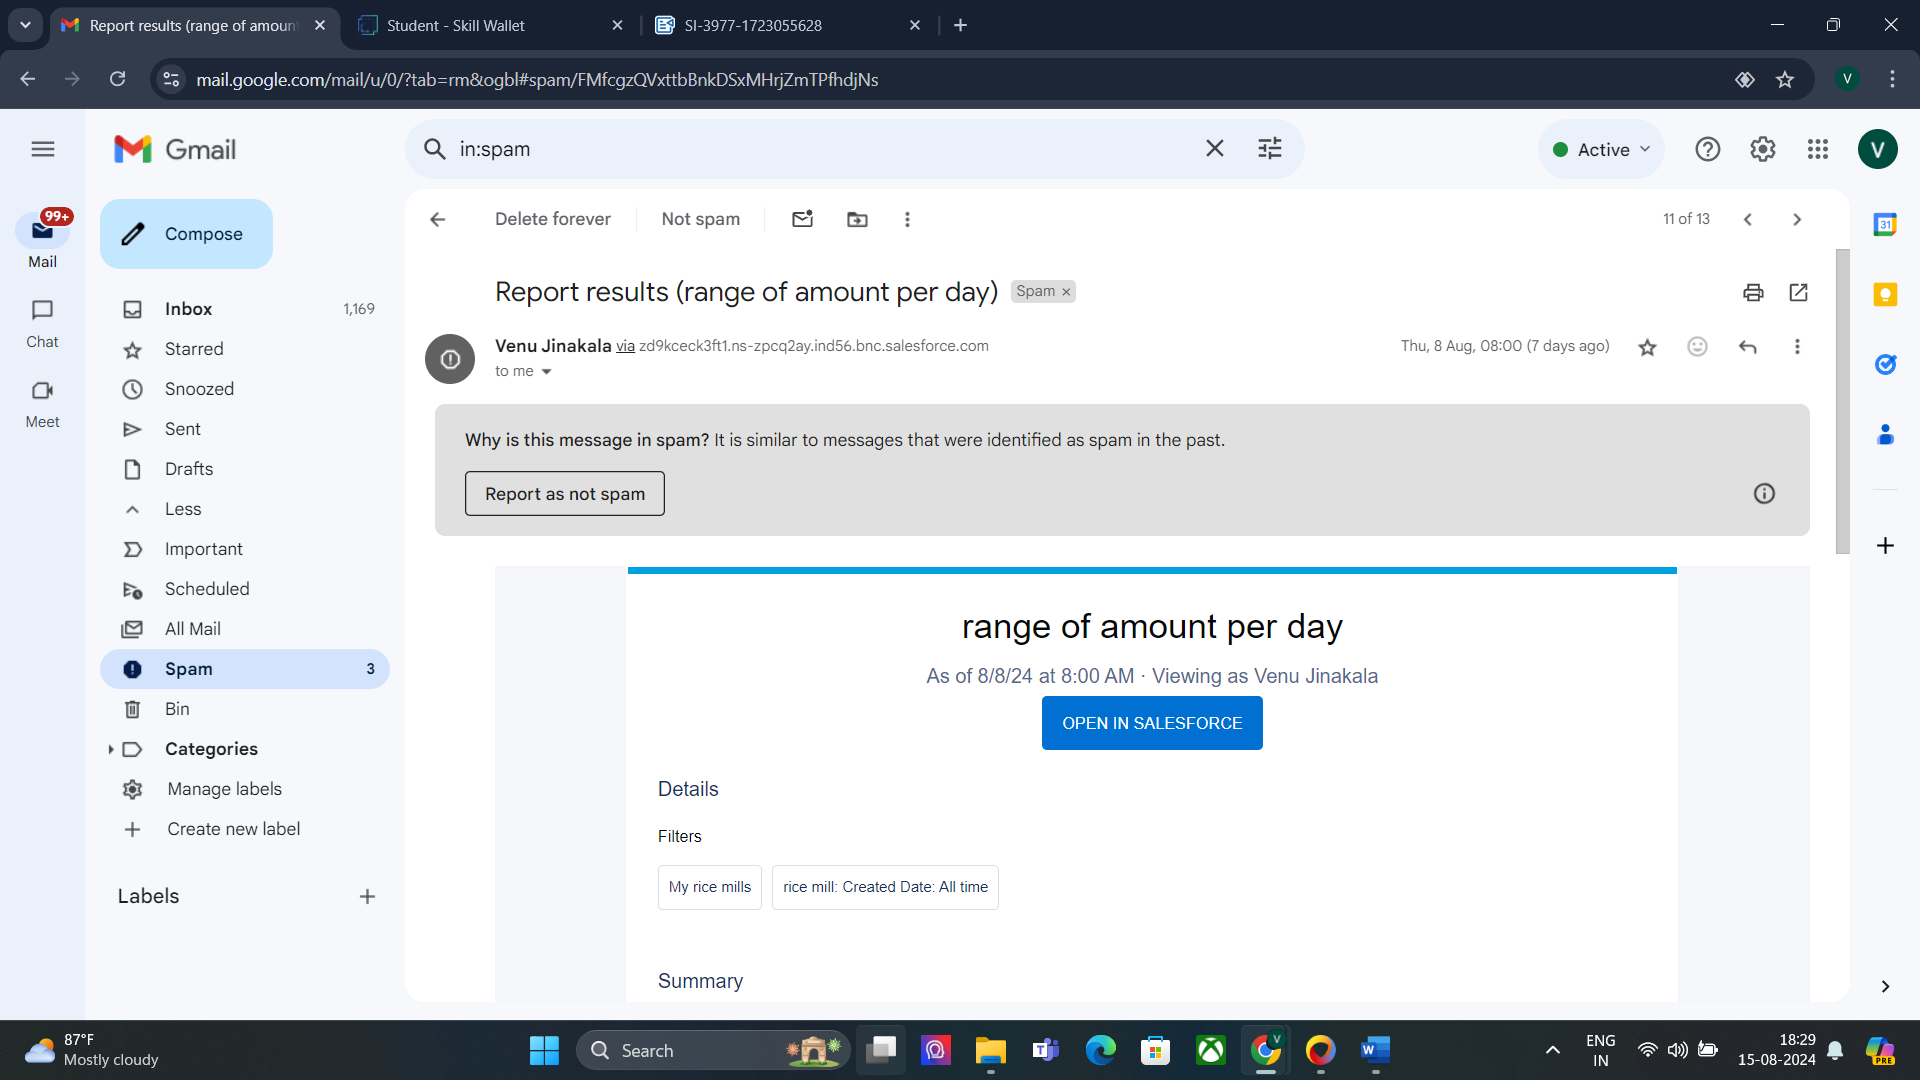 Report results (range of amoun
Student - Skill Wallet
SI-3977-1723055628
mail.google.com/mail/u/0/?tab=rm&ogbl#spam/FMfcgzQVxttbBnkDSxMHrjZmTPfhdjNs
V
Gmail
in:spam
Active
V
99+
Mail
Chat
Meet
Compose
Inbox 1,169
Starred
Snoozed
Sent
Drafts
Less
Important
Scheduled
All Mail
Spam 3
Bin
Categories
Manage labels
Create new label
Labels
Delete forever
Not spam
11 of 13
31
Report results (range of amount per day) Spam ×
Venu Jinakala via zd9kceck3ft1.ns-zpcq2ay.ind56.bnc.salesforce.com
Thu, 8 Aug, 08:00 (7 days ago)
to me
Why is this message in spam? It is similar to messages that were identified as spam in the past.
Report as not spam
range of amount per day
As of 8/8/24 at 8:00 AM · Viewing as Venu Jinakala
OPEN IN SALESFORCE
Details
Filters
My rice mills
rice mill: Created Date: All time
Summary
87°F
Mostly cloudy
Search
V
ENG
IN
18:29
15-08-2024
PRE